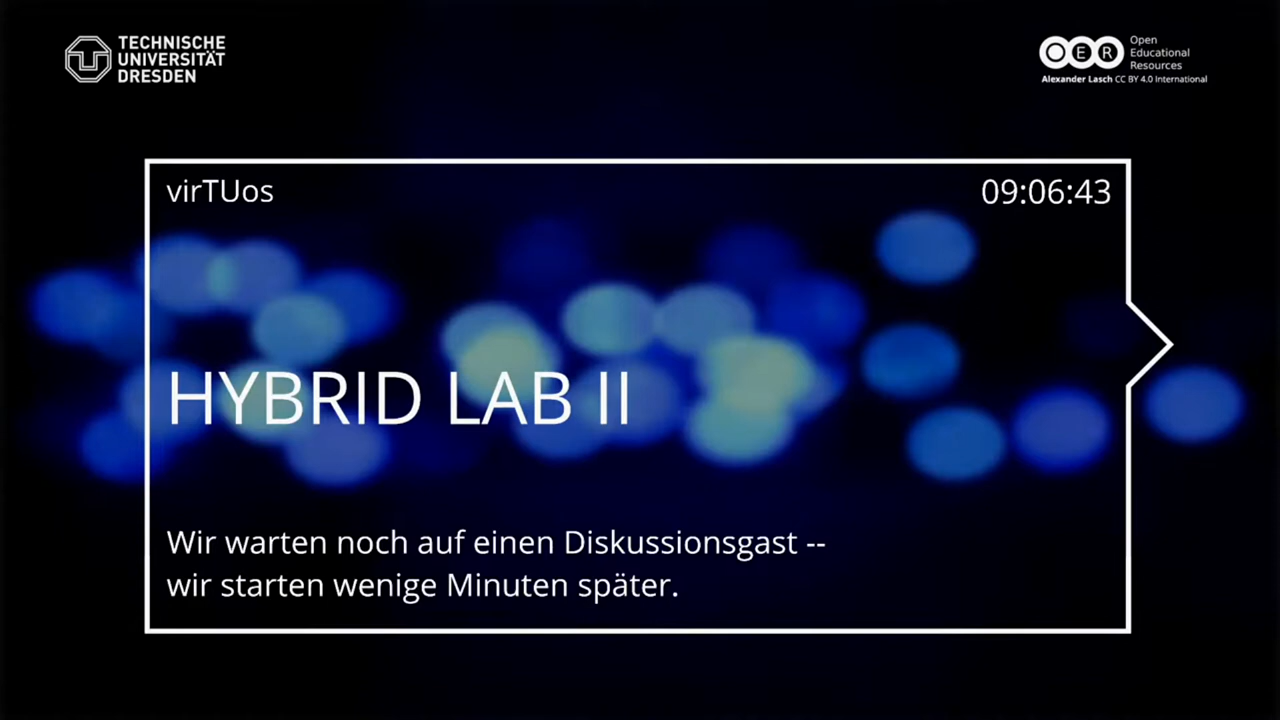 TECHNISCHE
UNIVERSITÄT
DRESDEN
OER
Open
Educational
Resources
Alexander Lasch CC BY 4.0 International
virTUos
09:06:43
HYBRID LAB II
Wir warten noch auf einen Diskussionsgast --
wir starten wenige Minuten später.